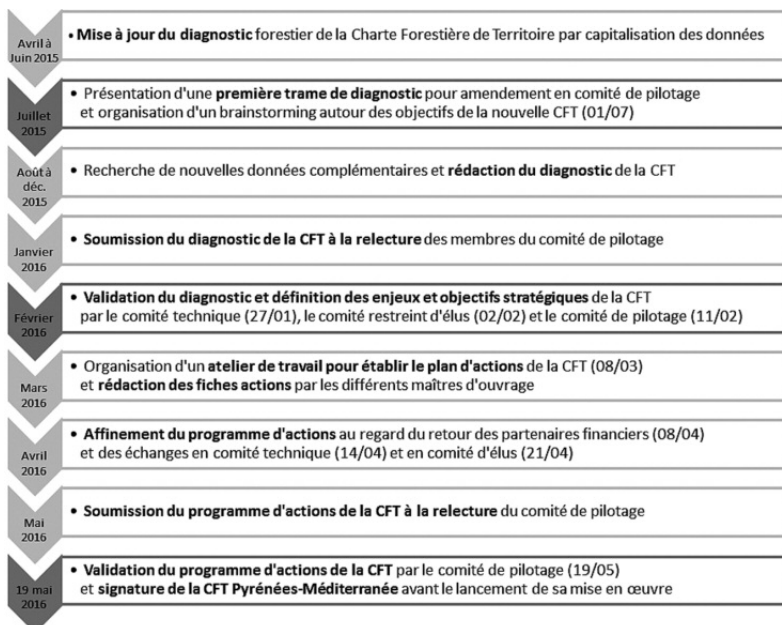 Avril à
Juin 2015
• Mise à jour du diagnostic forestier de la Charte Forestière de Territoire par capitalisation des données
Juillet
2015
• Présentation d'une première trame de diagnostic pour amendement en comité de pilotage
et organisation d'un brainstorming autour des objectifs de la nouvelle CFT (01/07)
Août à
déc.
2015
• Recherche de nouvelles données complémentaires et rédaction du diagnostic de la CFT
Janvier
2016
• Soumission du diagnostic de la CFT à la relecture des membres du comité de pilotage
Février
2016
• Validation du diagnostic et définition des enjeux et objectifs stratégiques de la CFT
par le comité technique (27/01), le comité restreint d'élus (02/02) et le comité de pilotage (11/02)
Mars
2016
• Organisation d'un atelier de travail pour établir le plan d'actions de la CFT (08/03)
et rédaction des fiches actions par les différents maîtres d'ouvrage
Avril
2016
• Affinement du programme d'actions au regard du retour des partenaires financiers (08/04)
et des échanges en comité technique (14/04) et en comité d'élus (21/04)
Mai
2016
• Soumission du programme d'actions de la CFT à la relecture du comité de pilotage
19 mai
2016
• Validation du programme d'actions de la CFT par le comité de pilotage (19/05)
et signature de la CFT Pyrénées-Méditerranée avant le lancement de sa mise en œuvre